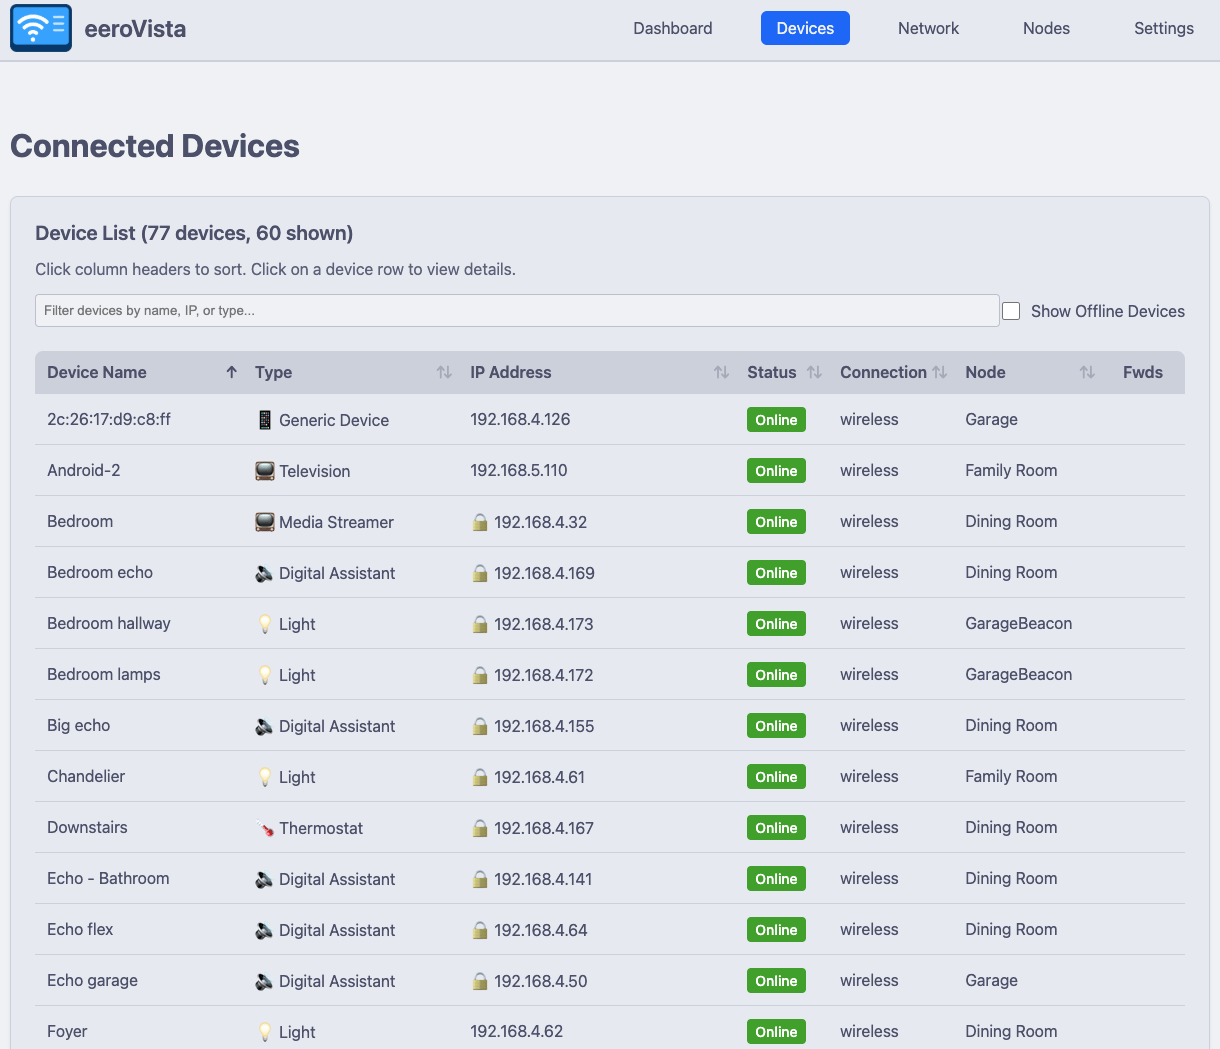 eeroVista
Dashboard Devices Network Nodes Settings
Connected Devices
Device List (77 devices, 60 shown)
Click column headers to sort. Click on a device row to view details.
Filter devices by name, IP, or type...
Show Offline Devices
Device Name Type IP Address Status Connection Node Fwds
2c:26:17:d9:c8:ff Generic Device 192.168.4.126 Online wireless Garage
Android-2 Television 192.168.5.110 Online wireless Family Room
Bedroom Media Streamer 192.168.4.32 Online wireless Dining Room
Bedroom echo Digital Assistant 192.168.4.169 Online wireless Dining Room
Bedroom hallway Light 192.168.4.173 Online wireless GarageBeacon
Bedroom lamps Light 192.168.4.172 Online wireless GarageBeacon
Big echo Digital Assistant 192.168.4.155 Online wireless Dining Room
Chandelier Light 192.168.4.61 Online wireless Family Room
Downstairs Thermostat 192.168.4.167 Online wireless Dining Room
Echo - Bathroom Digital Assistant 192.168.4.141 Online wireless Dining Room
Echo flex Digital Assistant 192.168.4.64 Online wireless Dining Room
Echo garage Digital Assistant 192.168.4.50 Online wireless Garage
Foyer Light 192.168.4.62 Online wireless Dining Room